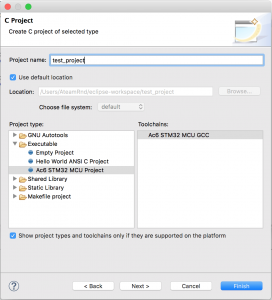 C Project
C Project
Create C project of selected type
Project name: test_project
Use default location
Location: /Users/AlsamRnd/eclipse-workspace/test_project Browse...
Choose file system: default
Project type: Toolchains:
GNU Autotools Ac6 STM32 MCU GCC
Executable
Empty Project
Hello World ANSI C Project
Ac6 STM32 MCU Project
Shared Library
Static Library
Makefile project
Show project types and toolchains only if they are supported on the platform
? < Back Next > Cancel Finish